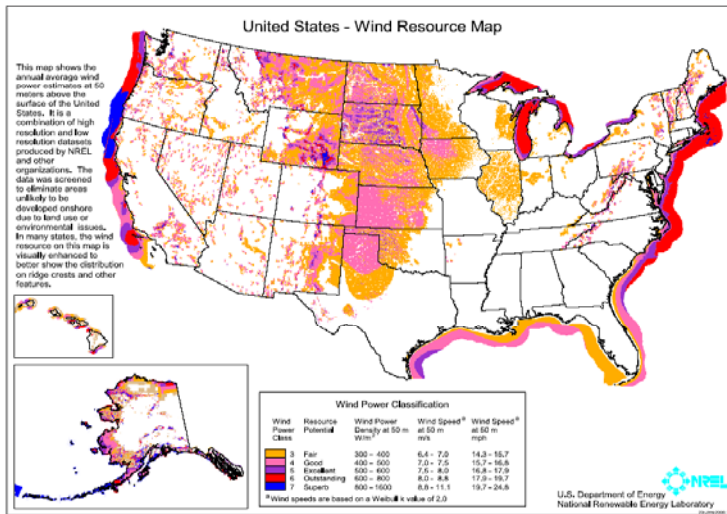 United States - Wind Resource Map
This map shows the
annual average wind
power estimates at 50
meters above the
surface of the United
States. It is a
combination of high
resolution and low
resolution datasets
produced by NREL
and other
organizations. The
data was screened
to eliminate areas
unlikely to be
developed onshore
due to land use or
environmental issues.
In many states, the wind
resource on this map is
visually enhanced to
better show the distribution
on ridge crests and other
features.
Wind Power Classification
Wind Resource Wind Power Wind Speed a Wind Speed a
Power Potential Density at 50 m at 50 m at 50 m
Class W/m² m/s mph
3 Fair 300 - 400 6.4 - 7.0 14.3 - 15.7
4 Good 400 - 500 7.0 - 7.5 15.7 - 16.8
5 Excellent 500 - 600 7.5 - 8.0 16.8 - 17.9
6 Outstanding 600 - 800 8.0 - 8.8 17.9 - 19.7
7 Superb 800 - 1600 8.8 - 11.1 19.7 - 24.8
a Wind speeds are based on a Weibull k value of 2.0
NREL
U.S. Department of Energy
National Renewable Energy Laboratory